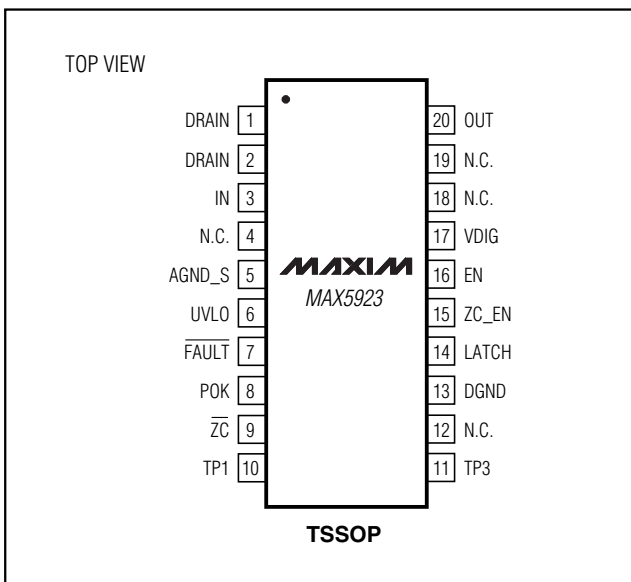 TOP VIEW
DRAIN 1
DRAIN 2
IN 3
N.C. 4
AGND_S 5
UVLO 6
FAULT 7
POK 8
ZC 9
TP1 10
MAXIM
MAX5923
20 OUT
19 N.C.
18 N.C.
17 VDIG
16 EN
15 ZC_EN
14 LATCH
13 DGND
12 N.C.
11 TP3
TSSOP